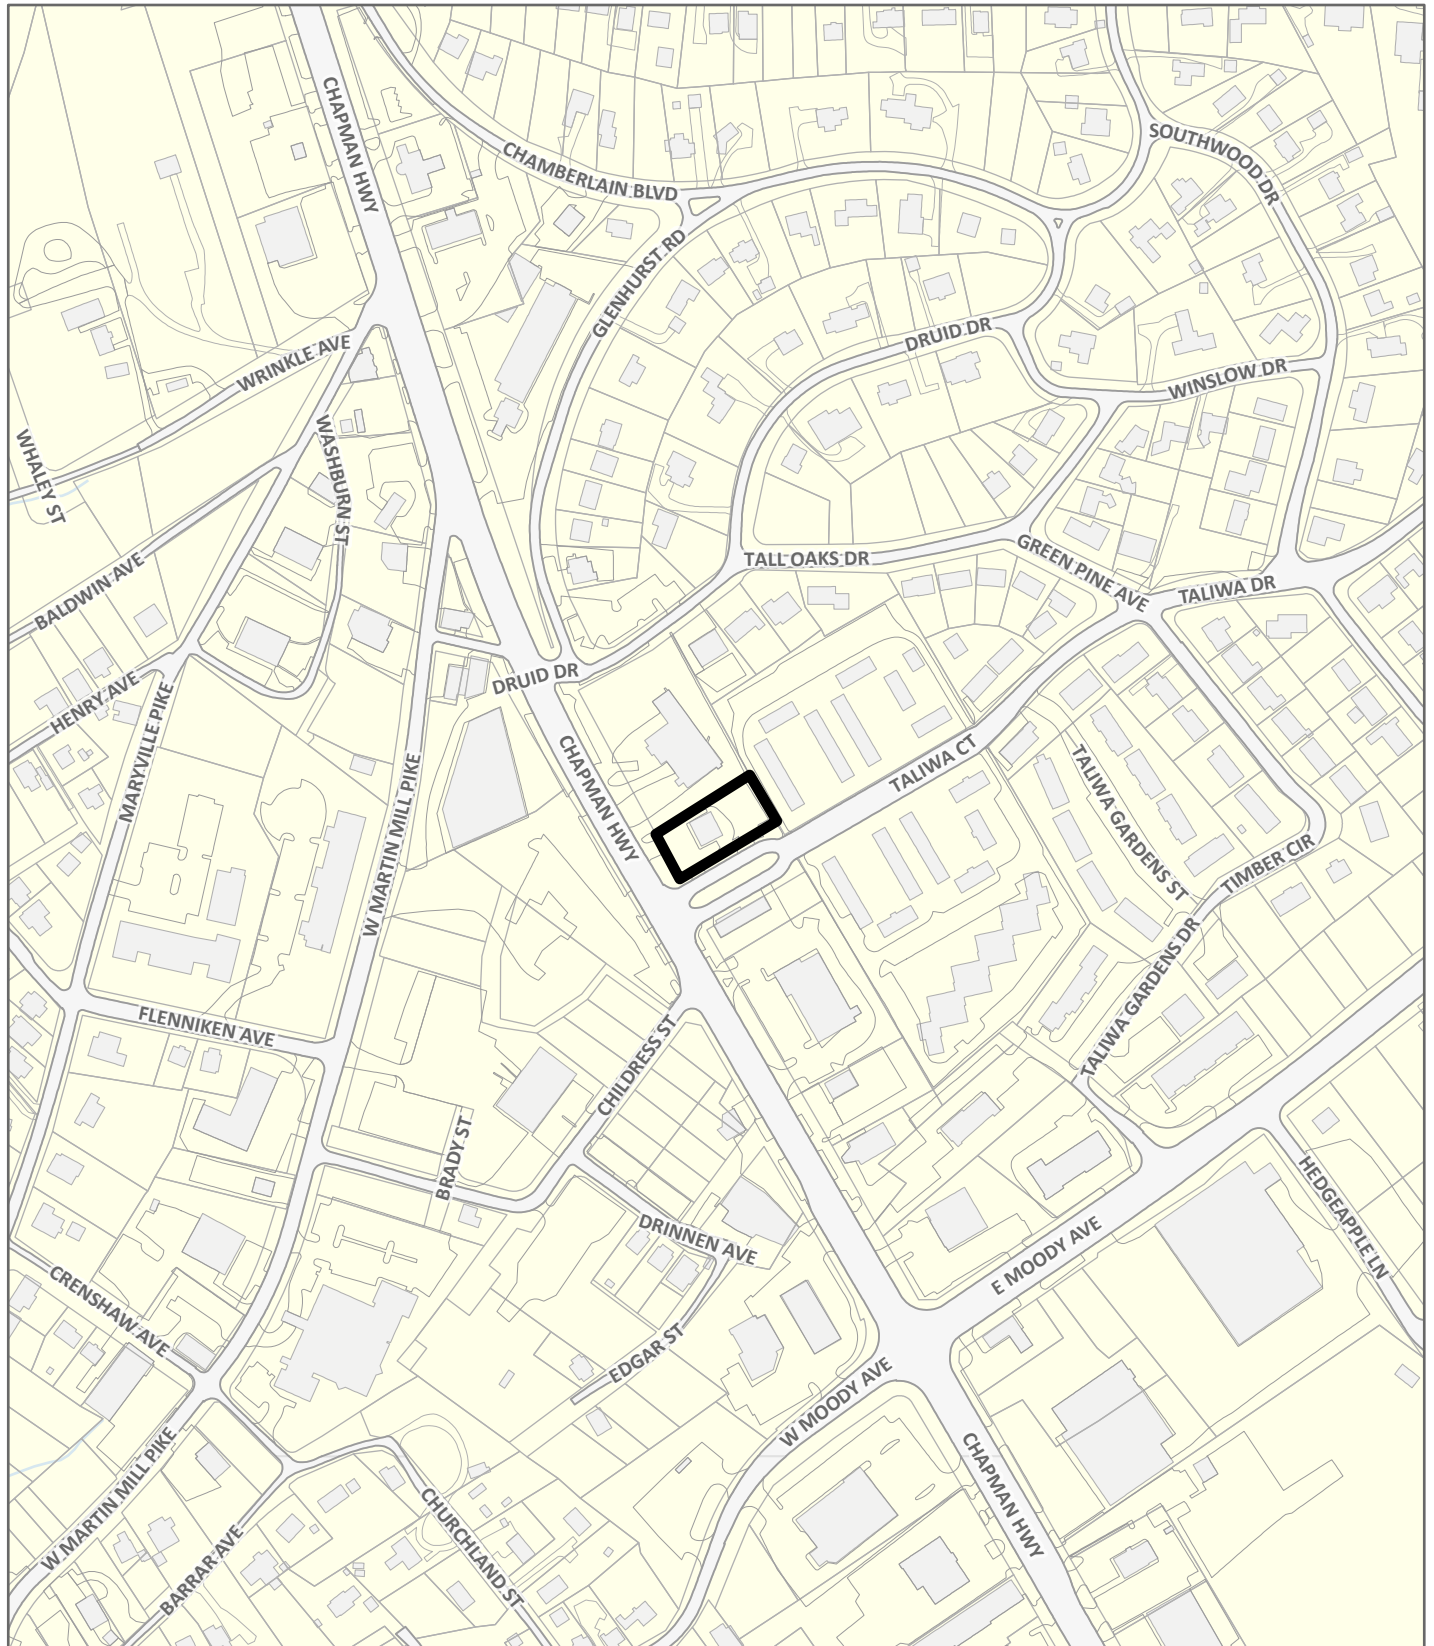 CHAPMAN HWY
CHAMBERLAIN BLVD
SOUTHWOOD DR
GLENHURST RD
DRUID DR
WRINKLE AVE
WINSLOW DR
WHALEY ST
WASHBURN ST
TALL OAKS DR
GREEN PINE AVE
TALIWA DR
BALDWIN AVE
DRUID DR
HENRY AVE
MARYVILLE PIKE
W MARTIN MILL PIKE
CHAPMAN HWY
TALIWA CT
TALIWA GARDENS ST
TIMBER CIR
TALIWA GARDENS DR
FLENNIKEN AVE
CHILDRESS ST
BRADY ST
DRINNEN AVE
HEDGEAPPLE LN
E MOODY AVE
CRENSHAW AVE
EDGAR ST
W MOODY AVE
W MARTIN MILL PIKE
CHAPMAN HWY
CHURCHLAND ST
BARRAR AVE